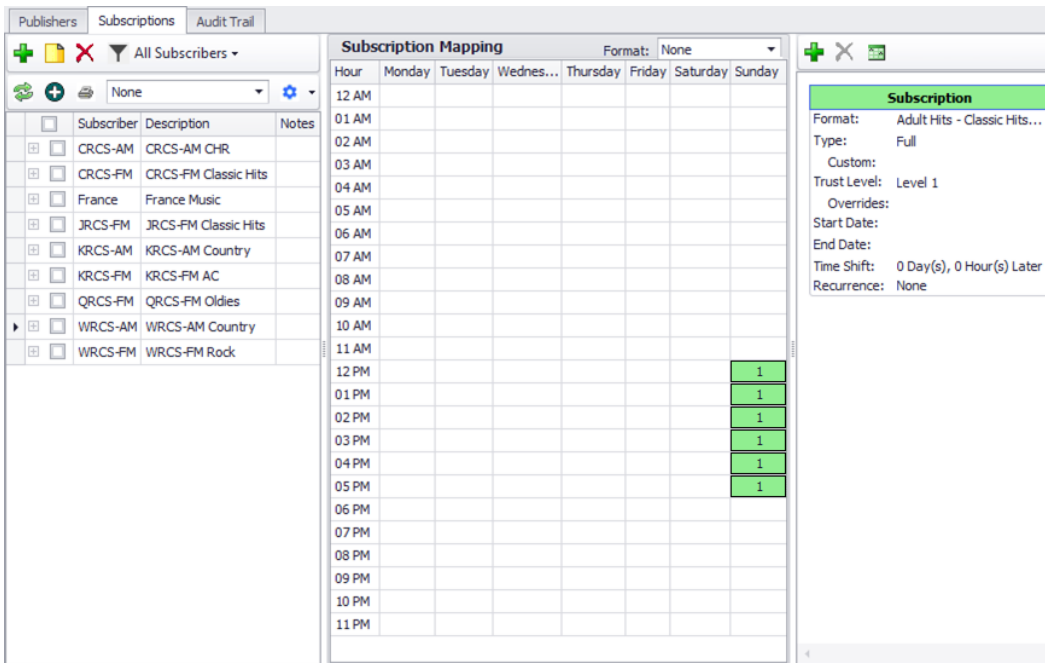 Publishers Subscriptions Audit Trail
All Subscribers
None
Subscriber Description Notes
CRCS-AM CRCS-AM CHR
CRCS-FM CRCS-FM Classic Hits
France France Music
JRCS-FM JRCS-FM Classic Hits
KRCS-AM KRCS-AM Country
KRCS-FM KRCS-FM AC
QRCS-FM QRCS-FM Oldies
WRCS-AM WRCS-AM Country
WRCS-FM WRCS-FM Rock
Subscription Mapping Format: None
Hour Monday Tuesday Wednes... Thursday Friday Saturday Sunday
12 AM
01 AM
02 AM
03 AM
04 AM
05 AM
06 AM
07 AM
08 AM
09 AM
10 AM
11 AM
12 PM 1
01 PM 1
02 PM 1
03 PM 1
04 PM 1
05 PM 1
06 PM
07 PM
08 PM
09 PM
10 PM
11 PM
Subscription
Format: Adult Hits - Classic Hits...
Type: Full
Custom:
Trust Level: Level 1
Overrides:
Start Date:
End Date:
Time Shift: 0 Day(s), 0 Hour(s) Later
Recurrence: None